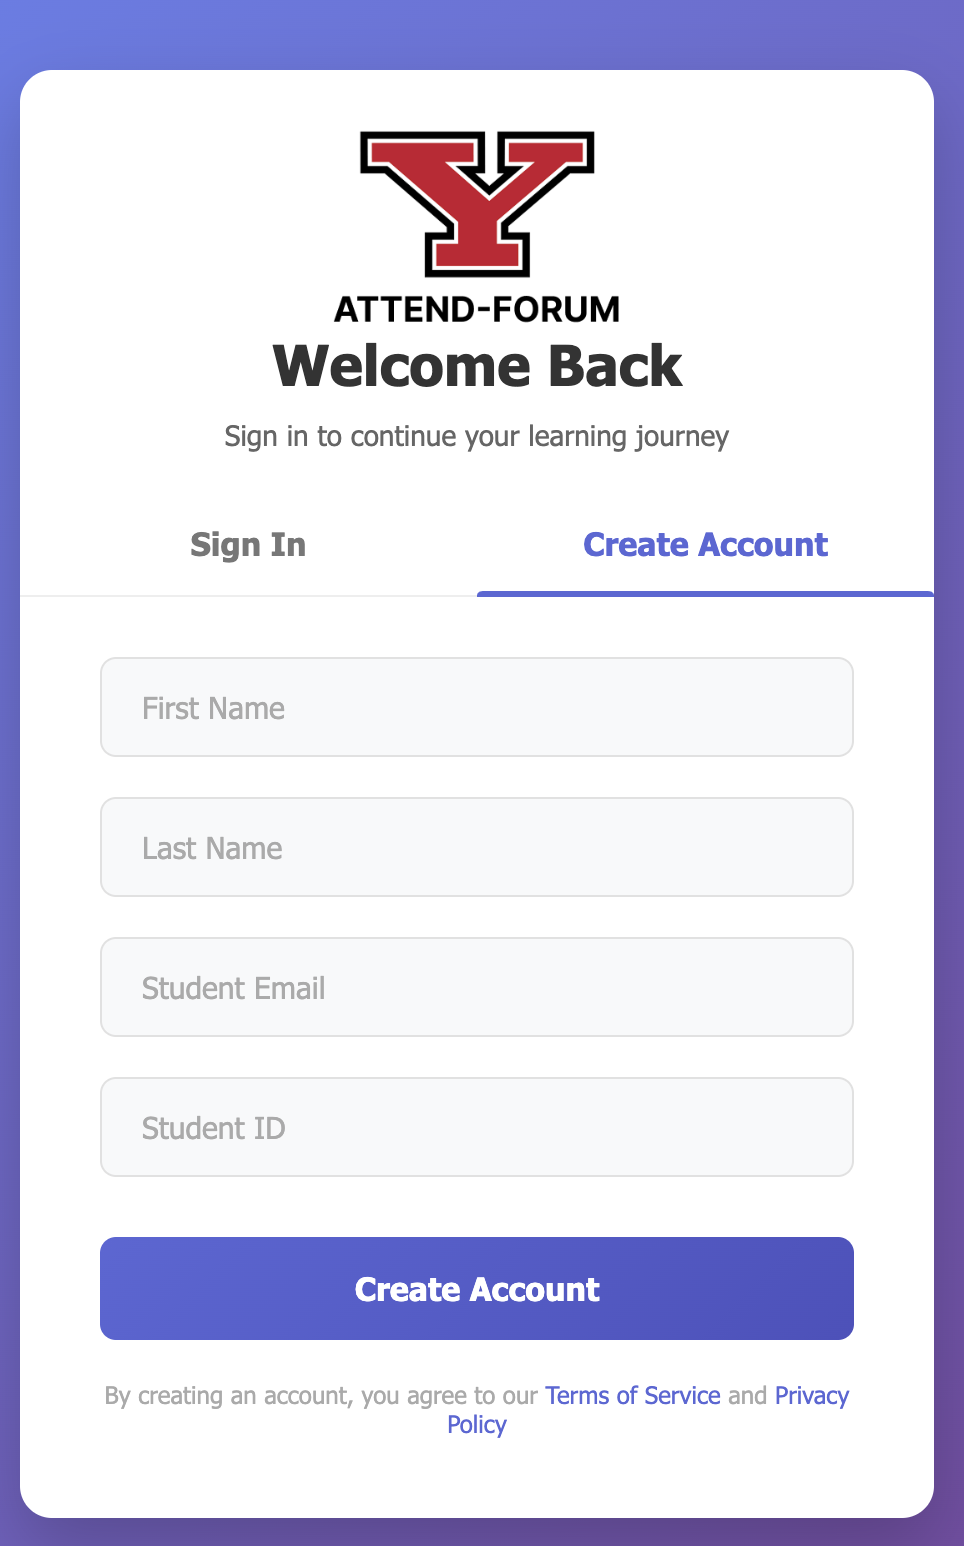 Y
ATTEND-FORUM
Welcome Back
Sign in to continue your learning journey
Sign In
Create Account
First Name
Last Name
Student Email
Student ID
Create Account
By creating an account, you agree to our Terms of Service and Privacy
Policy